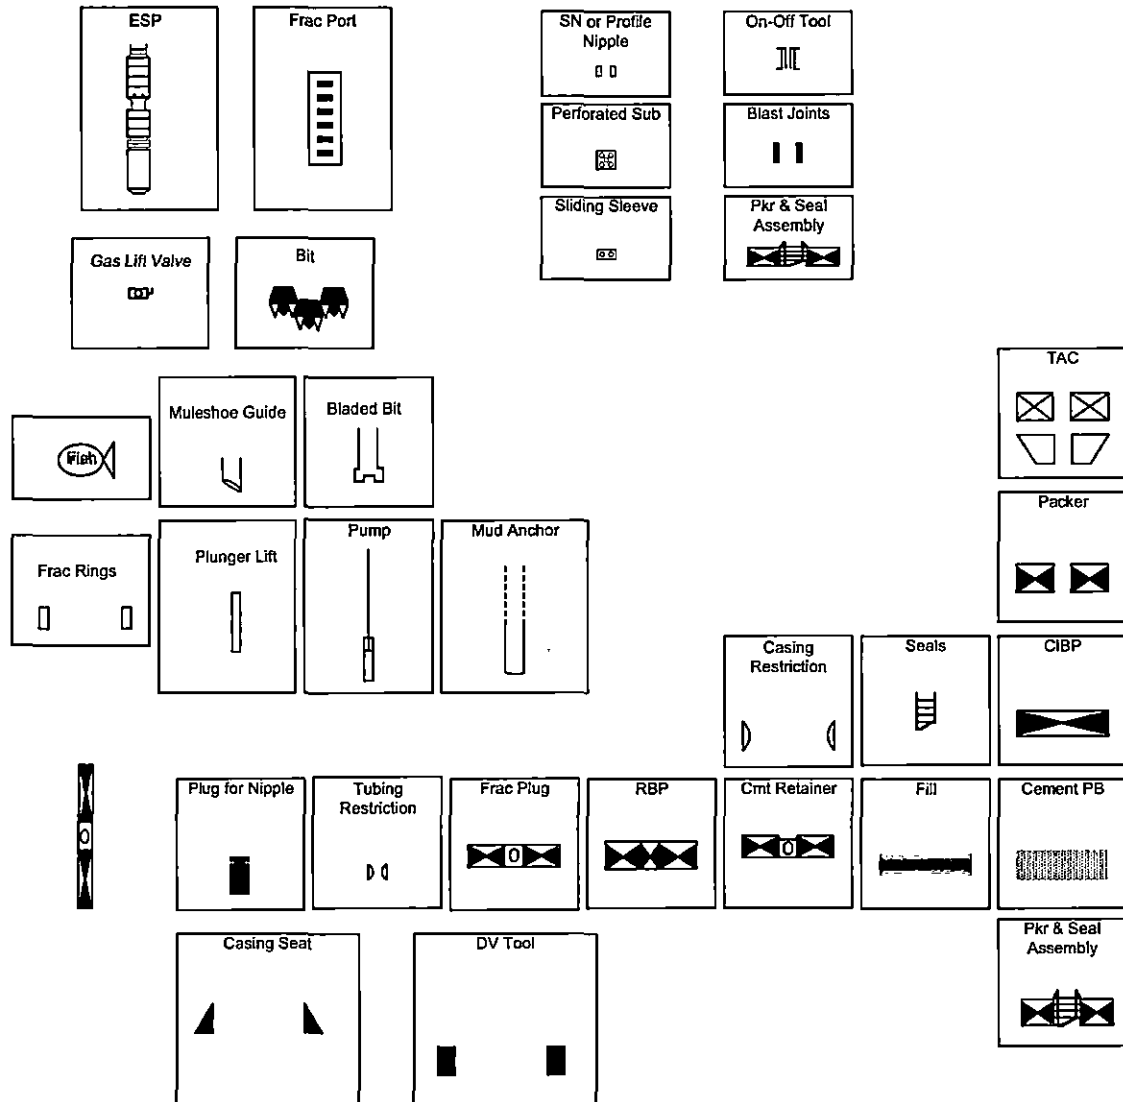 ESP
Frac Port
SN or Profile
Nipple
On-Off Tool
Perforated Sub
Blast Joints
Sliding Sleeve
Pkr & Seal
Assembly
Gas Lift Valve
Bit
TAC
Muleshoe Guide
Bladed Bit
Fish
Packer
Frac Rings
Plunger Lift
Pump
Mud Anchor
Casing
Restriction
Seals
CIBP
Plug for Nipple
Tubing
Restriction
Frac Plug
RBP
Cmt Retainer
Fill
Cement PB
Pkr & Seal
Assembly
Casing Seat
DV Tool